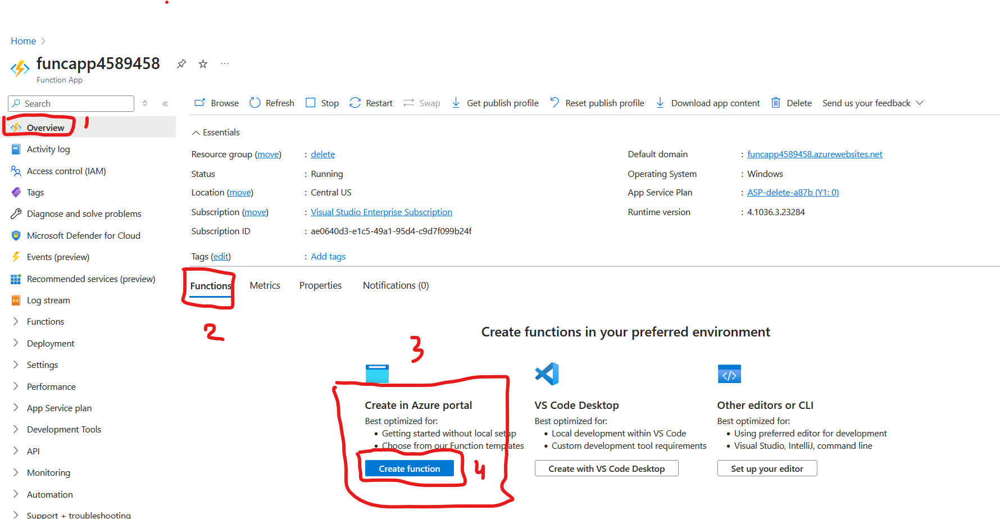 Home
funcapp4589458
Function App
Search
Browse Refresh Stop Restart Swap Get publish profile Reset publish profile Download app content Delete Send us your feedback
Overview 1
Activity log
Access control (IAM)
Tags
Diagnose and solve problems
Microsoft Defender for Cloud
Events (preview)
Recommended services (preview)
Log stream
Functions
Deployment
Settings
Performance
App Service plan
Development Tools
API
Monitoring
Automation
Support + troubleshooting
Essentials
Resource group (move) : delete
Status : Running
Location (move) : Central US
Subscription (move) : Visual Studio Enterprise Subscription
Subscription ID : ae0640d3-e1c5-49a1-95d4-c9d7f099b24f
Tags (edit) : Add tags
Default domain : funcapp4589458.azurewebsites.net
Operating System : Windows
App Service Plan : ASP-delete-a87b (Y1: 0)
Runtime version : 4.1036.3.23284
Functions Metrics Properties Notifications (0)
2
Create functions in your preferred environment
3
Create in Azure portal
Best optimized for:
• Getting started without local setup
• Choose from our Function templates
Create function 4
VS Code Desktop
Best optimized for:
• Local development within VS Code
• Custom development tool requirements
Create with VS Code Desktop
Other editors or CLI
Best optimized for:
• Using preferred editor for development
• Visual Studio, IntelliJ, command line
Set up your editor